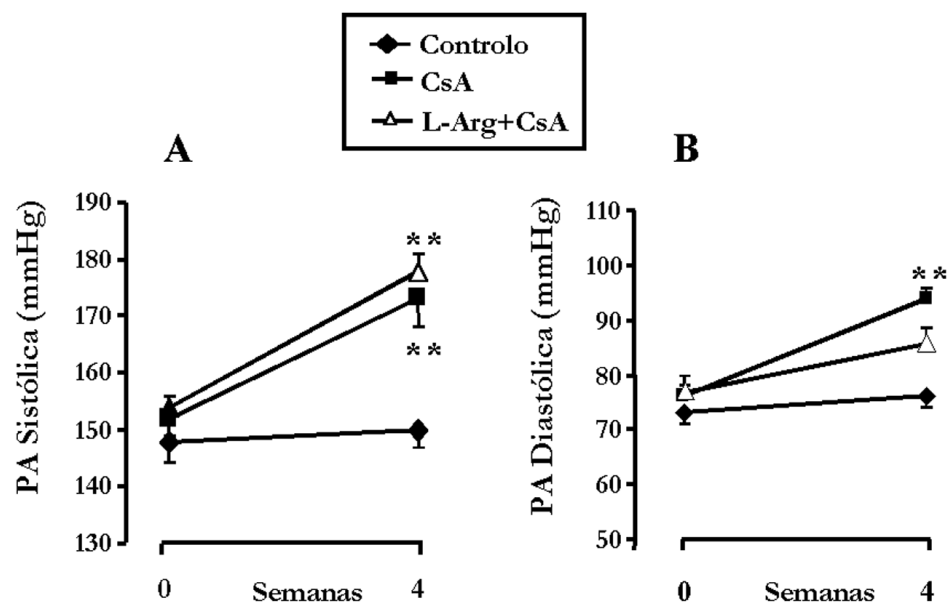 Controlo
CsA
L-Arg+CsA
A
B
PA Sistólica (mmHg)
190
180
170
160
150
140
130
**
**
0 Semanas 4
PA Diastólica (mmHg)
110
100
90
80
70
60
50
**
0 Semanas 4